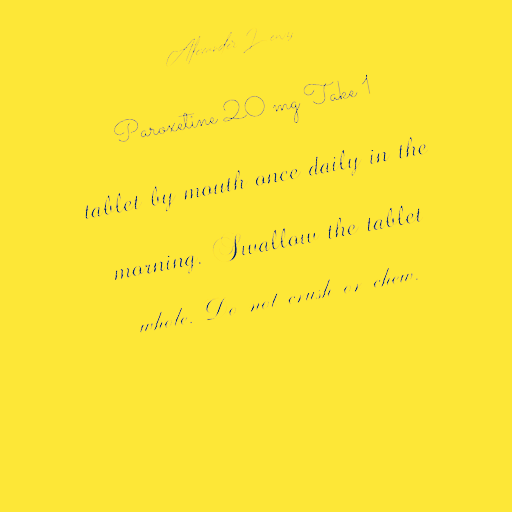 Alexander
Paroxetine 20 mg Take 1
tablet by mouth once daily in the
morning. Swallow the tablet
whole. Do not crush or chew.